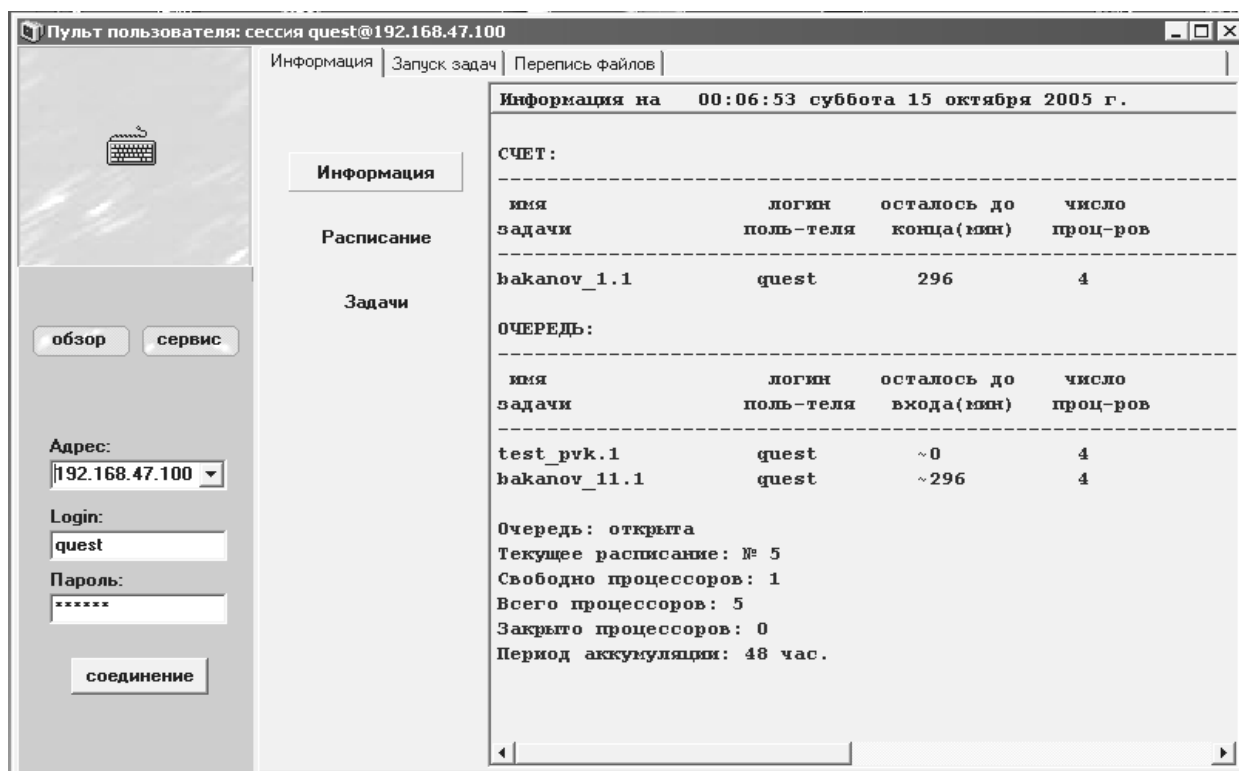 Пульт пользователя: сессия quest@192.168.47.100
Информация Запуск задач Перепись файлов
обзор сервис
Адрес:
192.168.47.100
Login:
quest
Пароль:
******
соединение
Информация
Расписание
Задачи
Информация на 00:06:53 суббота 15 октября 2005 г.
СЧЕТ:
имя логин осталось до число
задачи поль-теля конца(мин) проц-ров
bakanov_1.1 quest 296 4
ОЧЕРЕДЬ:
имя логин осталось до число
задачи поль-теля входа(мин) проц-ров
test_pvk.1 quest ~0 4
bakanov_11.1 quest ~296 4
Очередь: открыта
Текущее расписание: № 5
Свободно процессоров: 1
Всего процессоров: 5
Закрыто процессоров: 0
Период аккумуляции: 48 час.